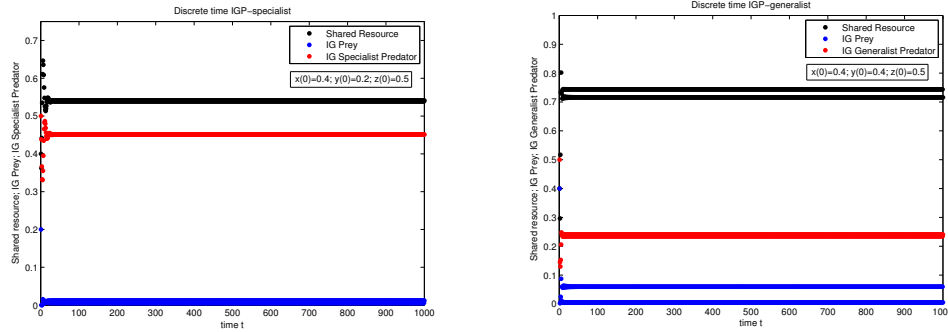 Discrete time IGP-specialist
Shared Resource
IG Prey
IG Specialist Predator
x(0)=0.4; y(0)=0.2; z(0)=0.5
0.7
0.6
0.5
0.4
0.3
0.2
0.1
0
Shared resource; IG Prey; IG Specialist Predator
0 100 200 300 400 500 600 700 800 900 1000
time t
Discrete time IGP-generalist
Shared Resource
IG Prey
IG Generalist Predator
x(0)=0.4; y(0)=0.4; z(0)=0.5
1
0.9
0.8
0.7
0.6
0.5
0.4
0.3
0.2
0.1
0
Shared resource; IG Prey; IG Generalist Predator
0 100 200 300 400 500 600 700 800 900 1000
time t